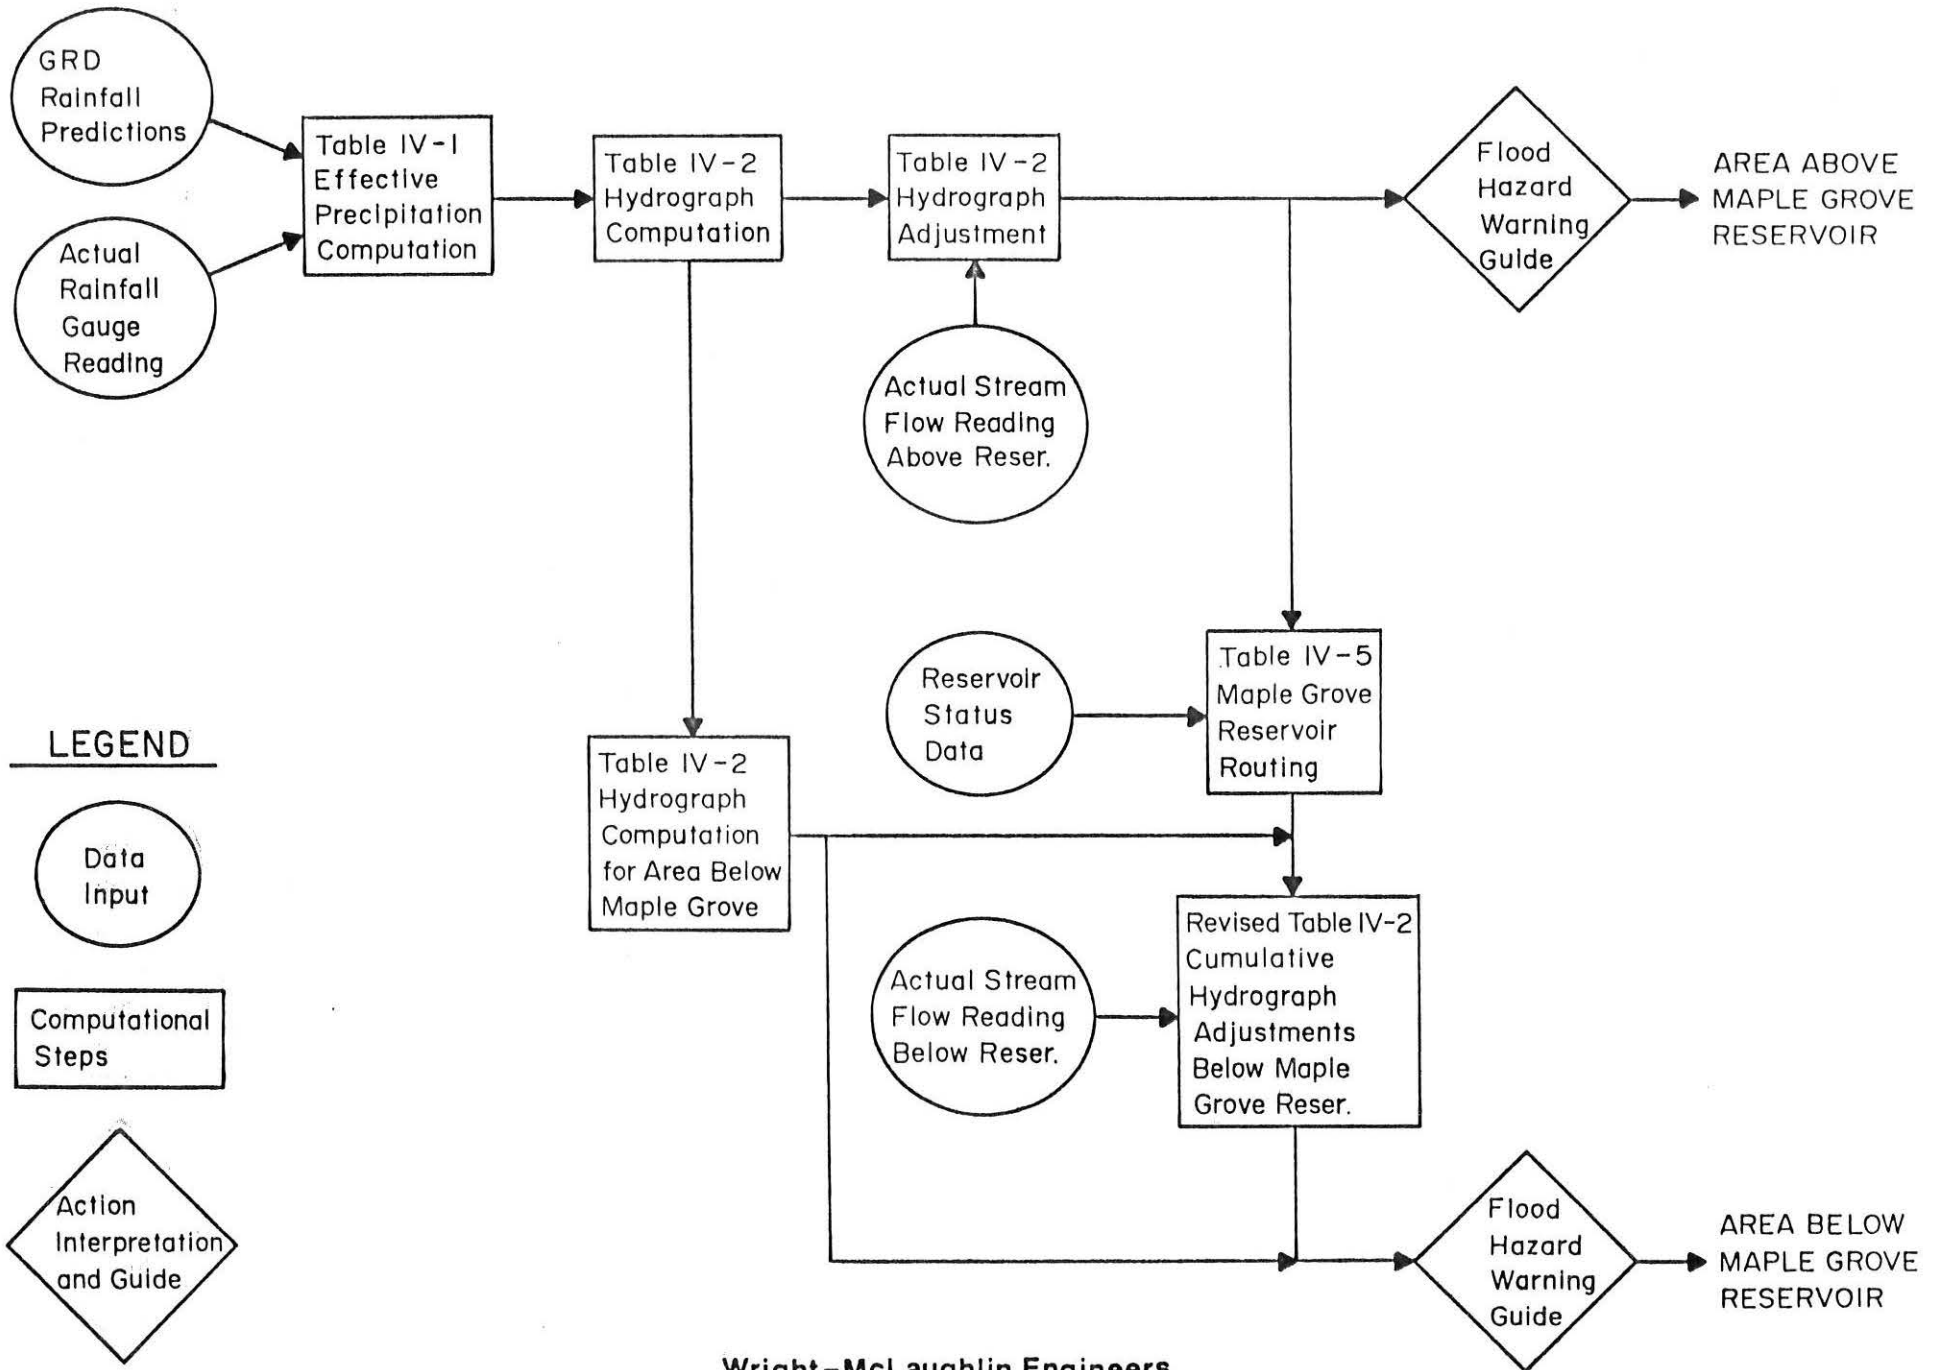 GRD
Rainfall
Predictions
Actual
Rainfall
Gauge
Reading
Table IV-1
Effective
Precipitation
Computation
Table IV-2
Hydrograph
Computation
Table IV-2
Hydrograph
Adjustment
Actual Stream
Flow Reading
Above Reser.
Flood
Hazard
Warning
Guide
AREA ABOVE
MAPLE GROVE
RESERVOIR
Reservoir
Status
Data
Table IV-5
Maple Grove
Reservoir
Routing
Table IV-2
Hydrograph
Computation
for Area Below
Maple Grove
Actual Stream
Flow Reading
Below Reser.
Revised Table IV-2
Cumulative
Hydrograph
Adjustments
Below Maple
Grove Reser.
Flood
Hazard
Warning
Guide
AREA BELOW
MAPLE GROVE
RESERVOIR
LEGEND
Data
Input
Computational
Steps
Action
Interpretation
and Guide
Wright-McLaughlin Engineers